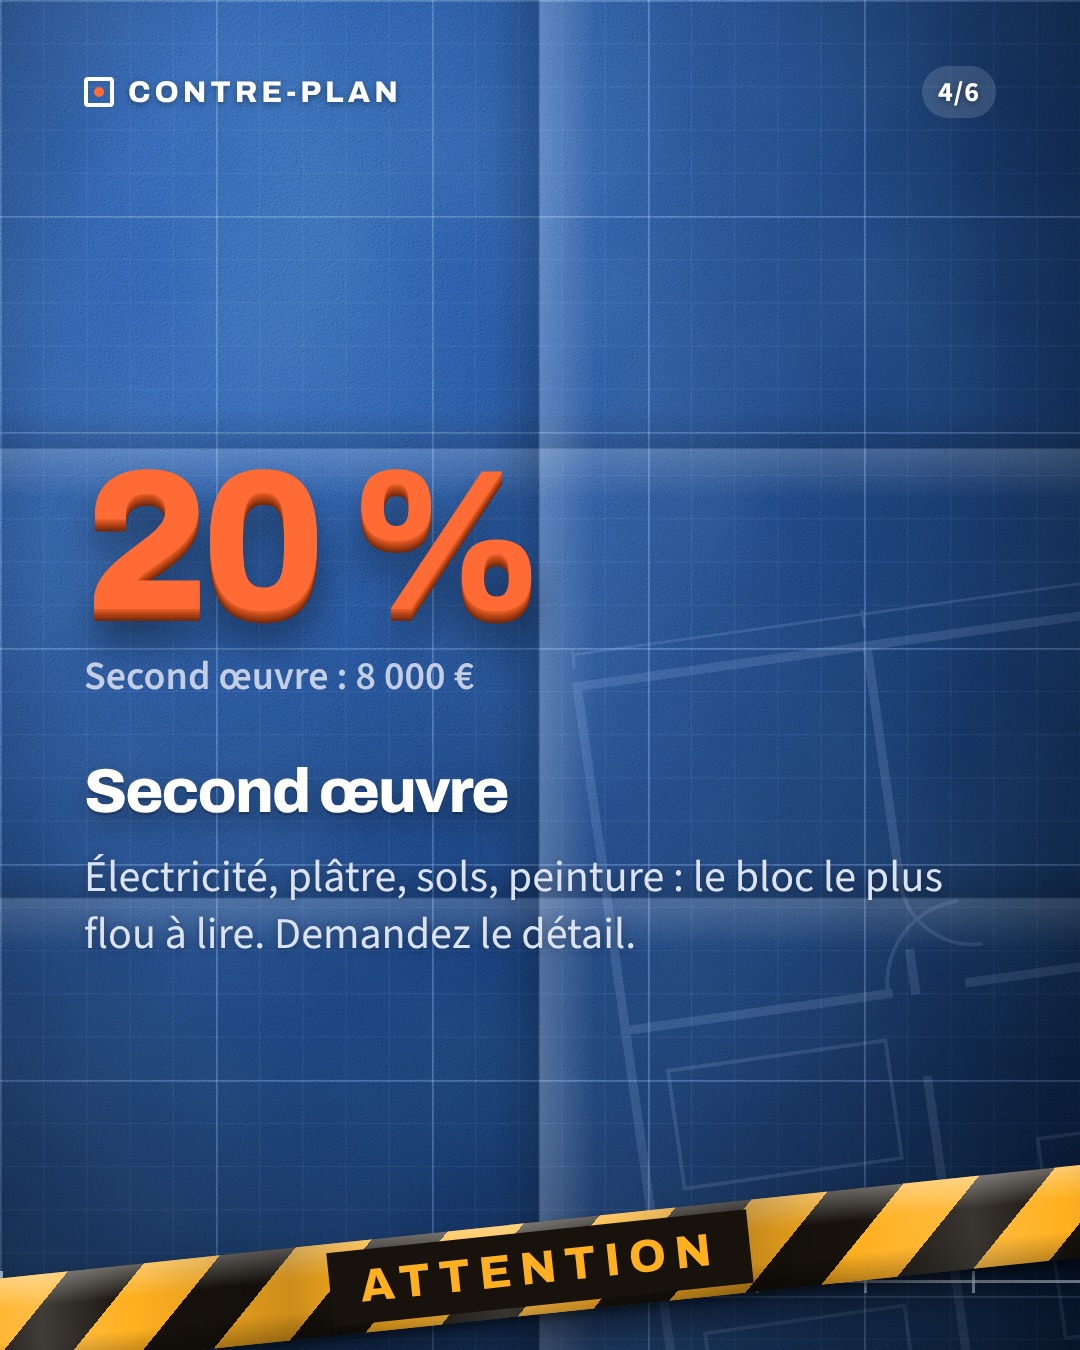 CONTRE-PLAN
4/6
20 %
Second œuvre : 8 000 €
Second œuvre
Électricité, plâtre, sols, peinture : le bloc le plus
flou à lire. Demandez le détail.
ATTENTION